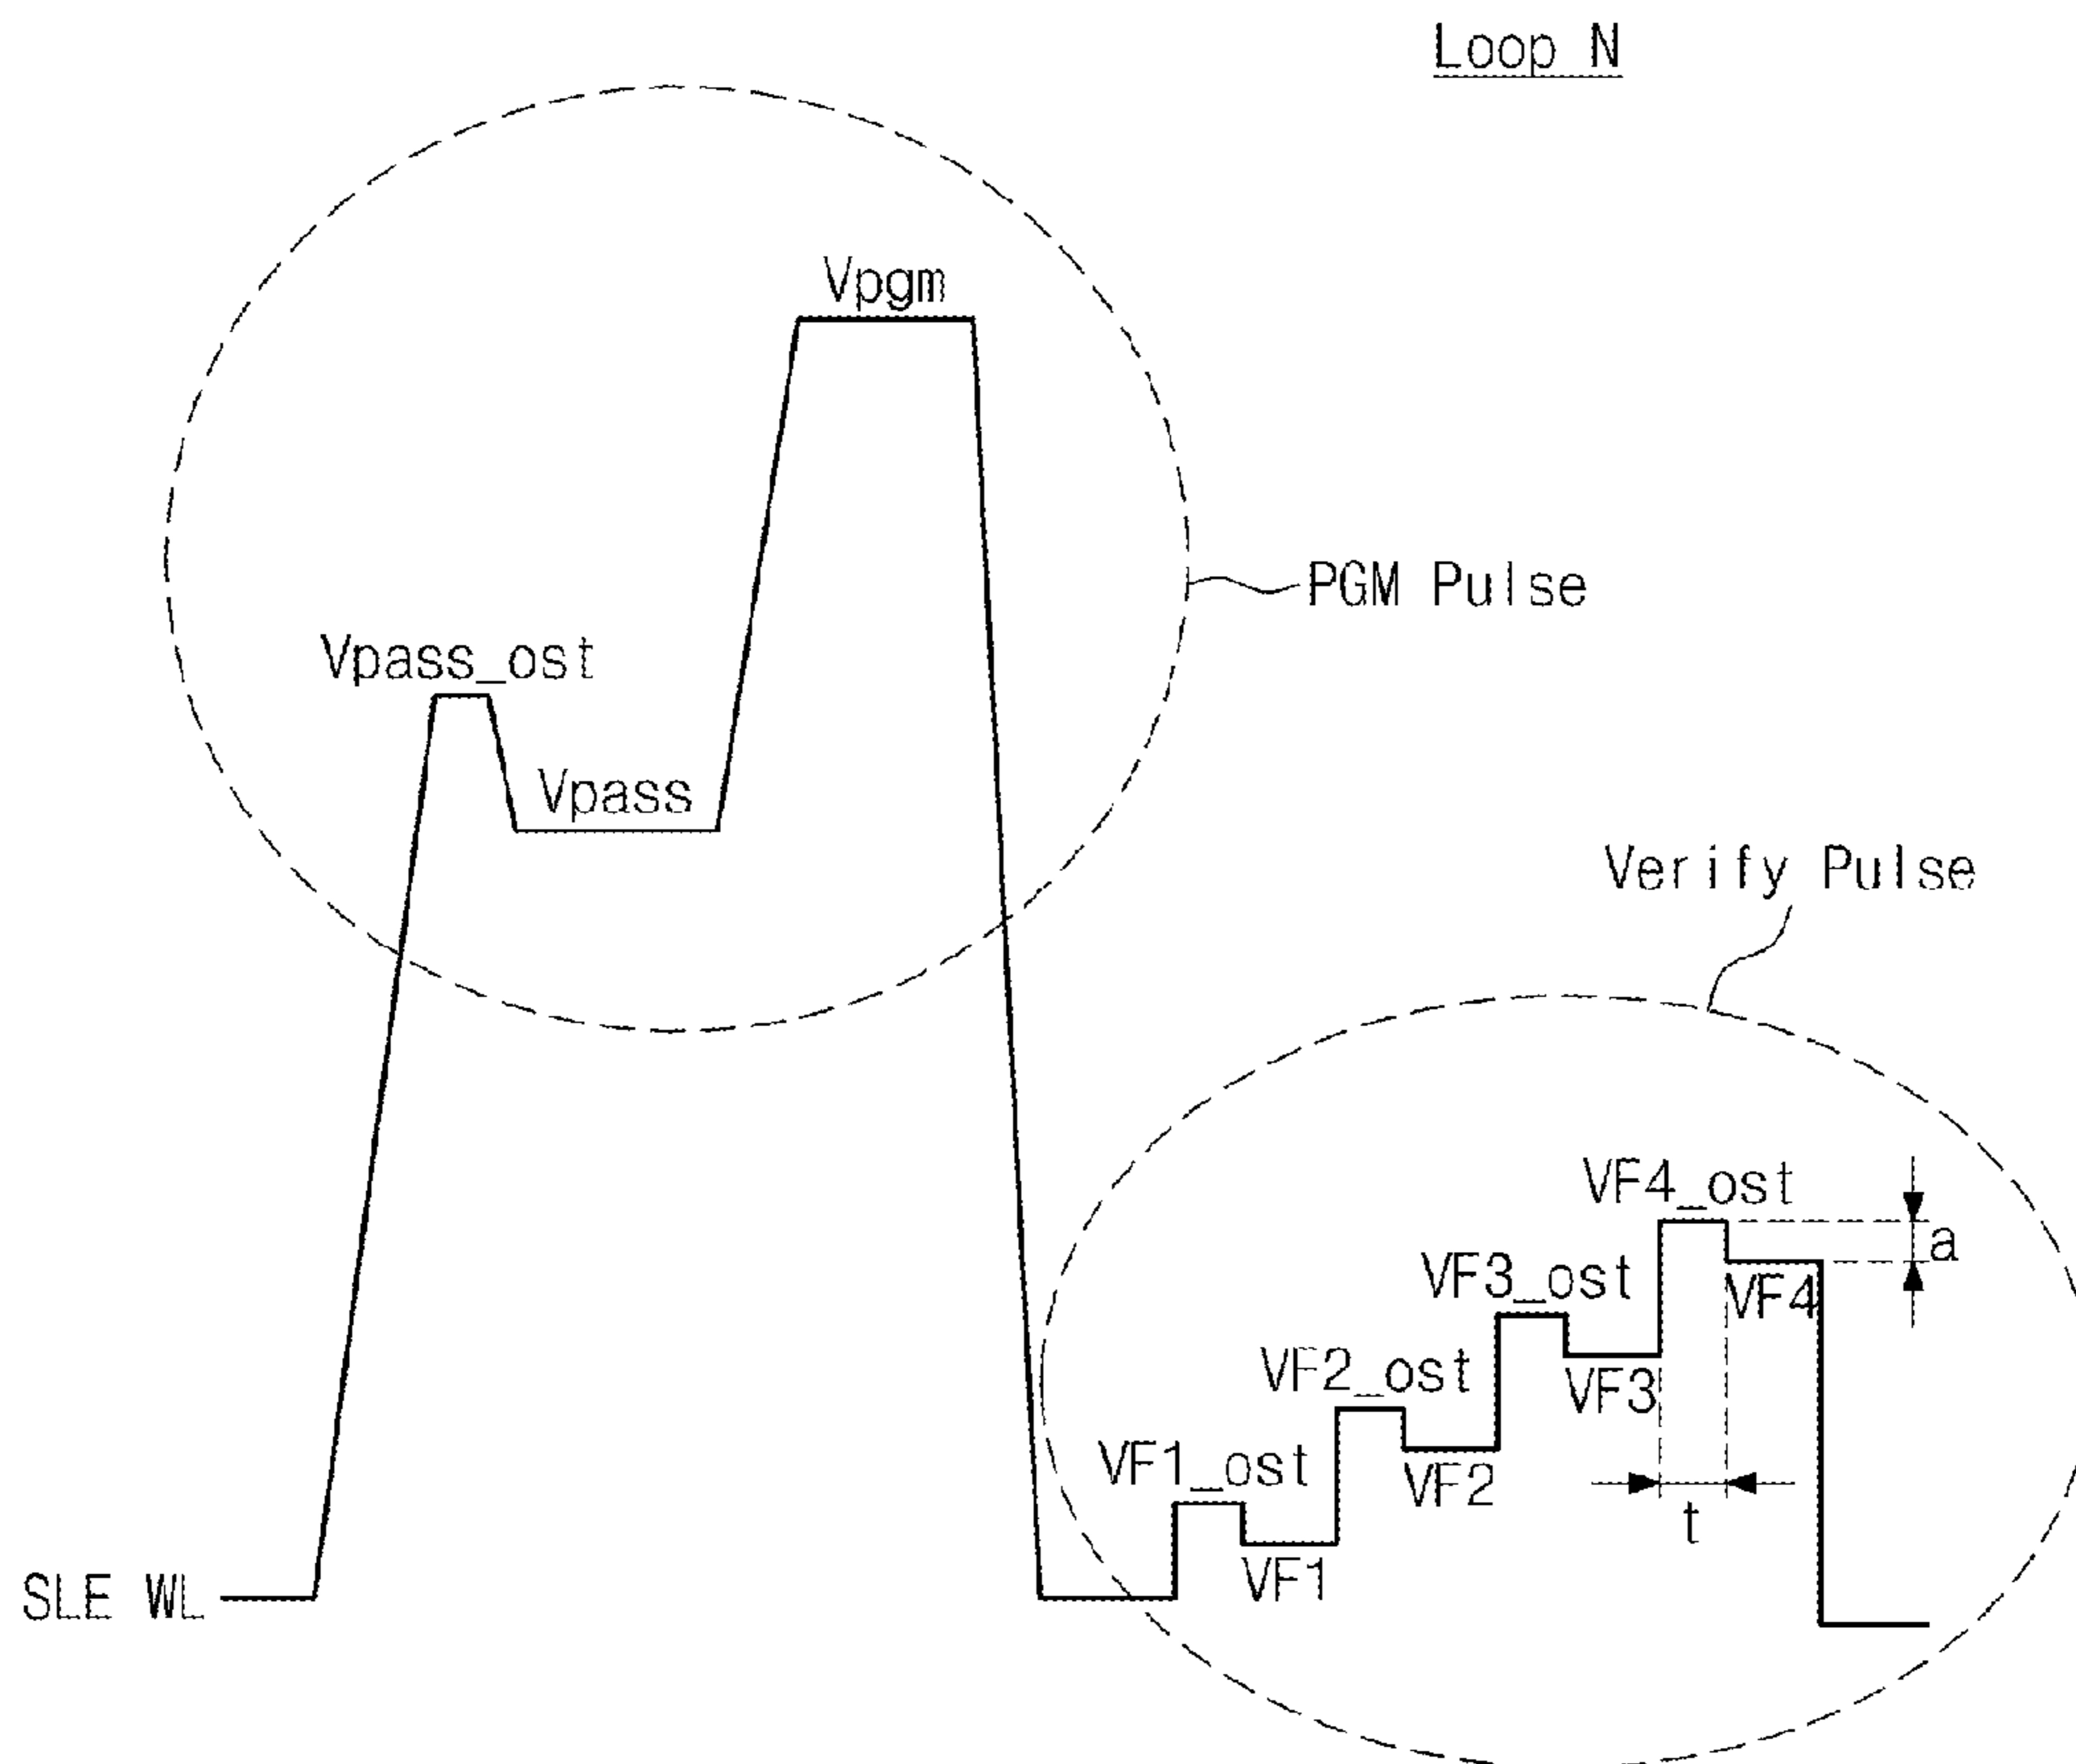 Loop N
Vpgm
PGM Pulse
Vpass_ost
Vpass
Verify Pulse
VF4_ost
a
VF4
VF3_ost
VF3
VF2_ost
VF2
VF1_ost
VF1
t
SLE WL